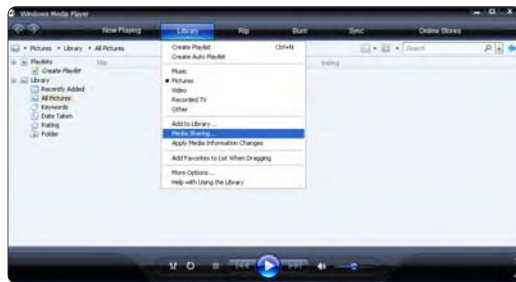 Windows Media Player
Now Playing Library Rip Burn Sync Online Stores
Pictures • Library • All Pictures
Search
Playlists
Create Playlist
Library
Recently Added
All Pictures
Keywords
Date Taken
Rating
Folder
Title
Rating
Create Playlist Ctrl+N
Create Auto Playlist
Music
Pictures
Video
Recorded TV
Other
Add to Library...
Media Sharing...
Apply Media Information Changes
Add Favorites to List When Dragging
More Options...
Help with Using the Library